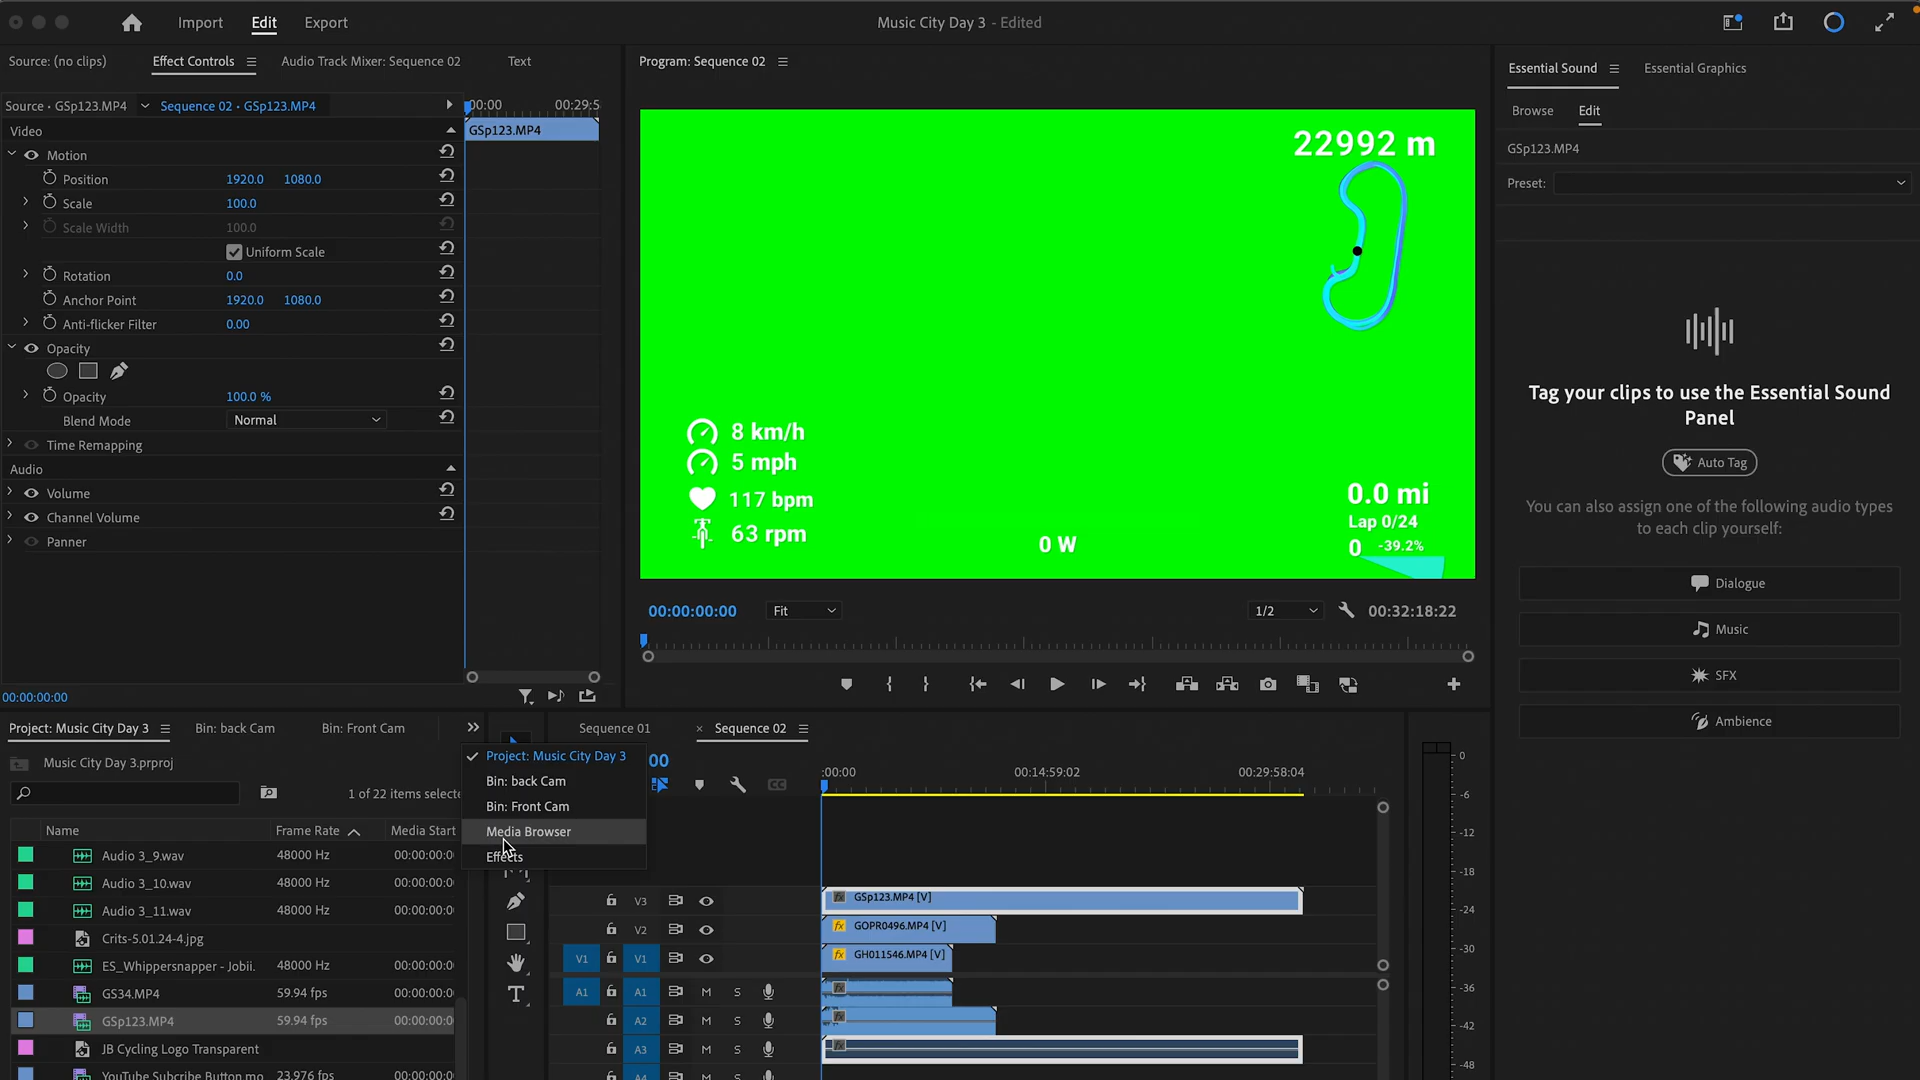 Import
Edit
Export
Music City Day 3 - Edited
Source: (no clips)
Effect Controls
Audio Track Mixer: Sequence 02
Text
Program: Sequence 02
Essential Sound
Essential Graphics
Browse
Edit
Source • GSp123.MP4
Sequence 02 • GSp123.MP4
:00:00
00:29:5
GSp123.MP4
Video
Motion
Position 1920.0 1080.0
Scale 100.0
Scale Width 100.0
Uniform Scale
Rotation 0.0
Anchor Point 1920.0 1080.0
Anti-flicker Filter 0.00
Opacity
Opacity 100.0 %
Blend Mode Normal
Time Remapping
Audio
Volume
Channel Volume
Panner
00:00:00:00
22992 m
8 km/h
5 mph
117 bpm
63 rpm
0 W
0.0 mi
Lap 0/24
0 -39.2%
00:00:00:00
Fit
1/2
00:32:18:22
GSp123.MP4
Preset:
Tag your clips to use the Essential Sound
Panel
Auto Tag
You can also assign one of the following audio types
to each clip yourself:
Dialogue
Music
SFX
Ambience
Project: Music City Day 3
Bin: back Cam
Bin: Front Cam
Music City Day 3.prproj
1 of 22 items selecte
Name Frame Rate Media Start
Audio 3_9.wav 48000 Hz 00:00:00:0
Audio 3_10.wav 48000 Hz 00:00:00:0
Audio 3_11.wav 48000 Hz 00:00:00:0
Crits-5.01.24-4.jpg
ES_Whippersnapper - Jobii. 48000 Hz 00:00:00:0
GS34.MP4 59.94 fps 00:00:00:0
GSp123.MP4 59.94 fps 00:00:00:0
JB Cycling Logo Transparent
YouTube Subcribe Button.mo 23.976 fps 00:00:00:0
Project: Music City Day 3
Bin: back Cam
Bin: Front Cam
Media Browser
Effects
Sequence 01
× Sequence 02
00
CC
:00:00
00:14:59:02
00:29:58:04
V3
fx GSp123.MP4 [V]
V2
fx GOPR0496.MP4 [V]
V1 V1
fx GH011546.MP4 [V]
A1 A1 M S
fx
A2 M S
fx
A3 M S
fx
A4 M S
0
-6
-12
-18
-24
-30
-36
-42
-48
T